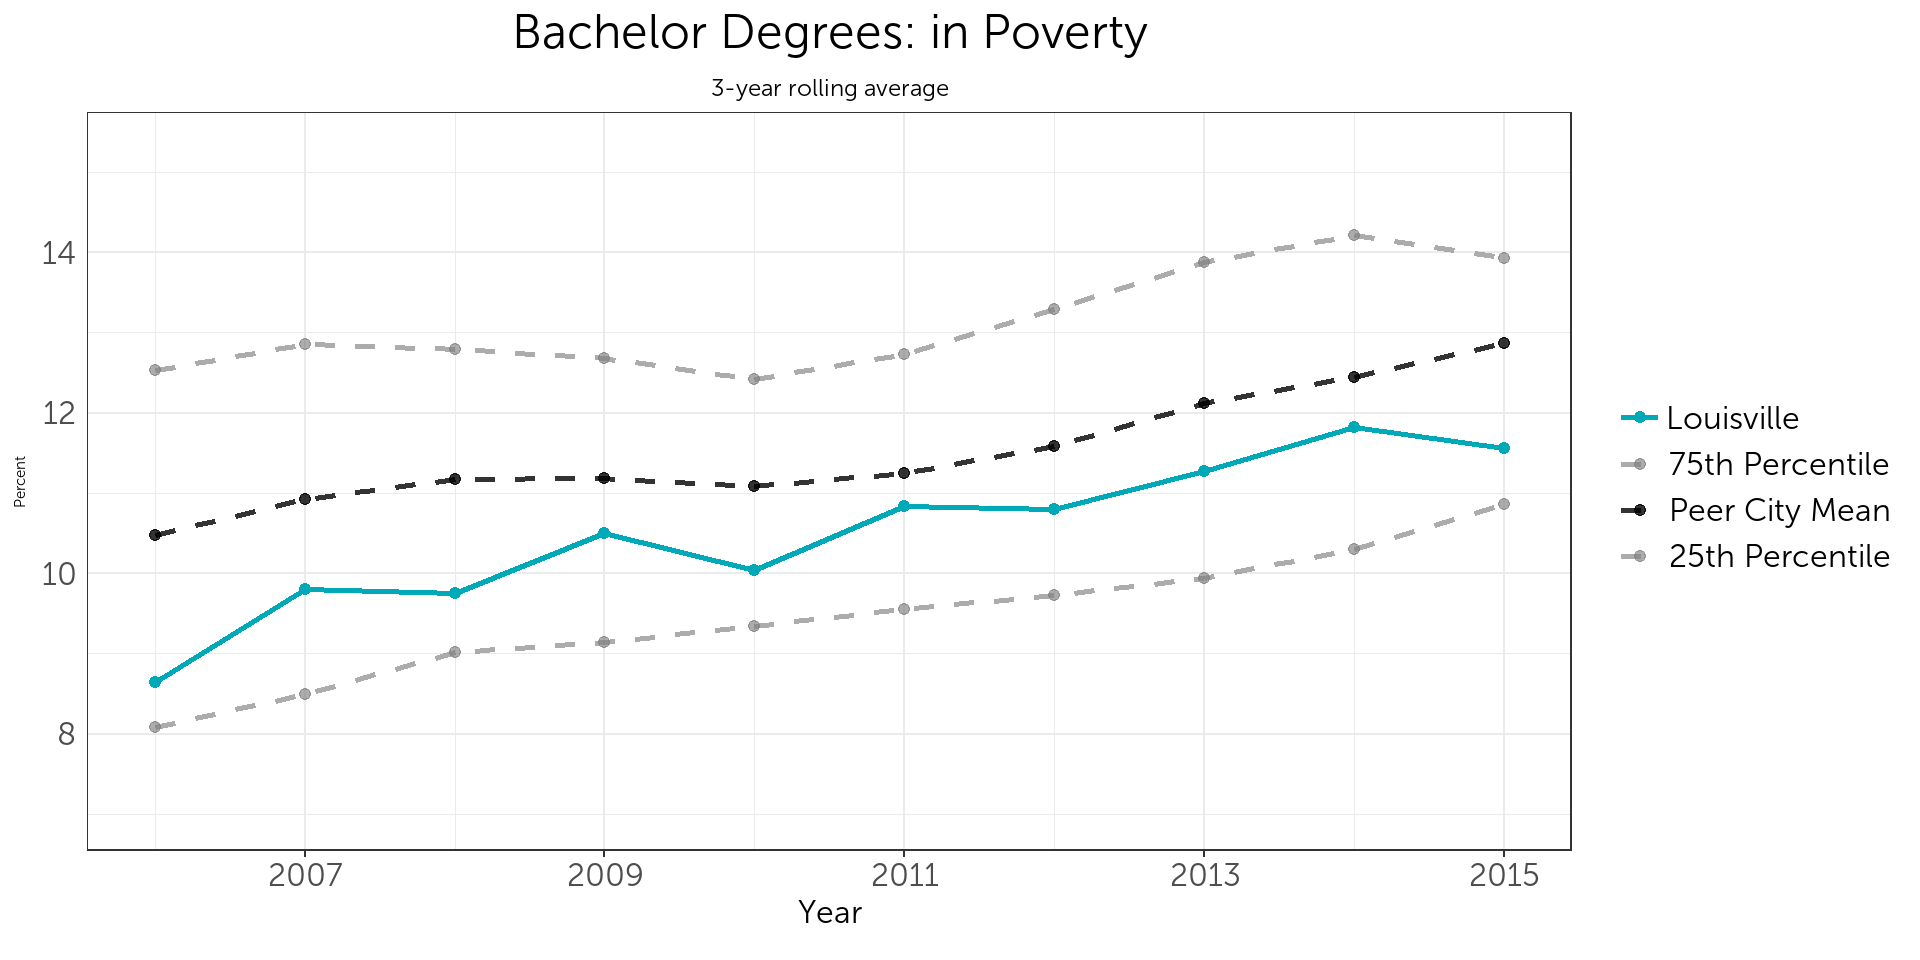 Bachelor Degrees: in Poverty
3-year rolling average
Percent
14
12
10
8
2007
2009
2011
2013
2015
Year
Louisville
75th Percentile
Peer City Mean
25th Percentile